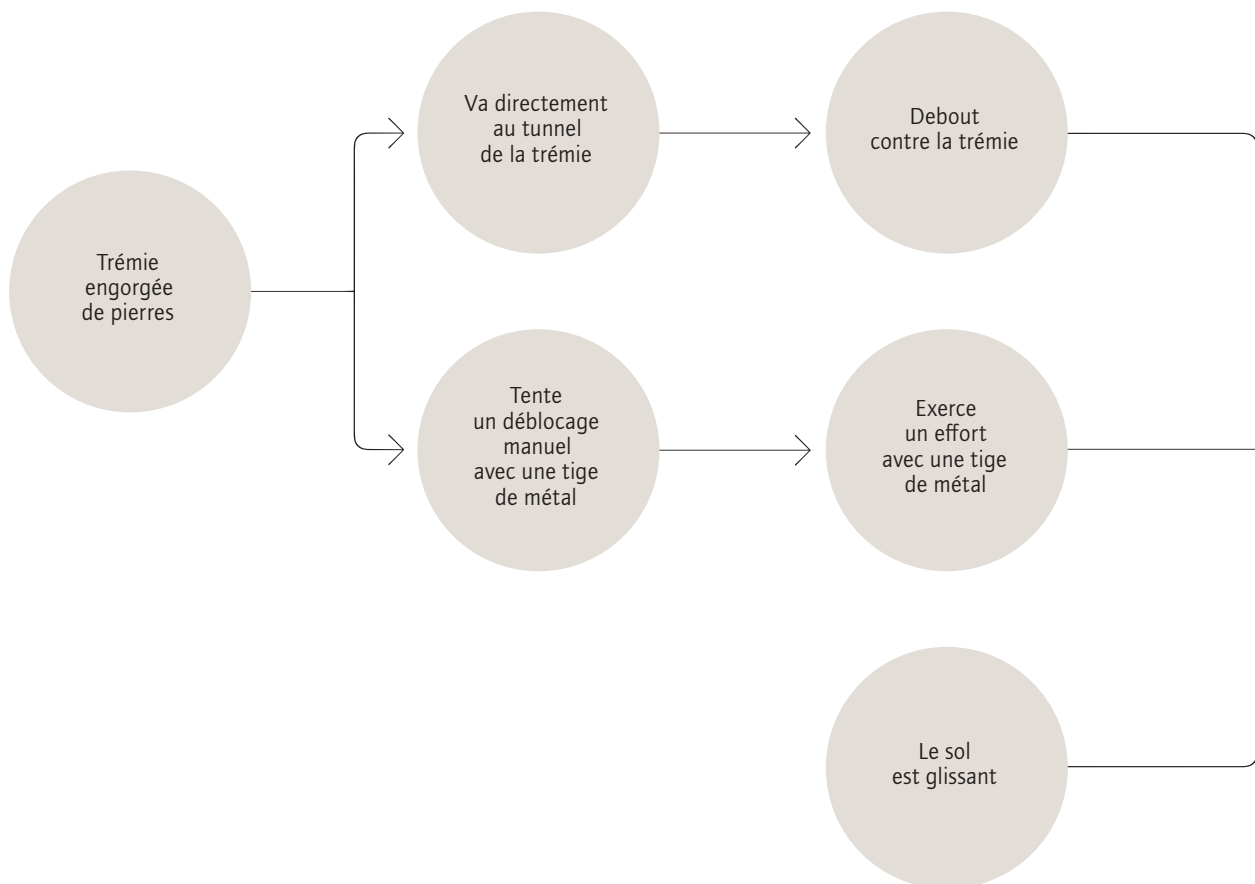 Trémie
engorgée
de pierres
Va directement
au tunnel
de la trémie
Debout
contre la trémie
Tente
un déblocage
manuel
avec une tige
de métal
Exerce
un effort
avec une tige
de métal
Le sol
est glissant